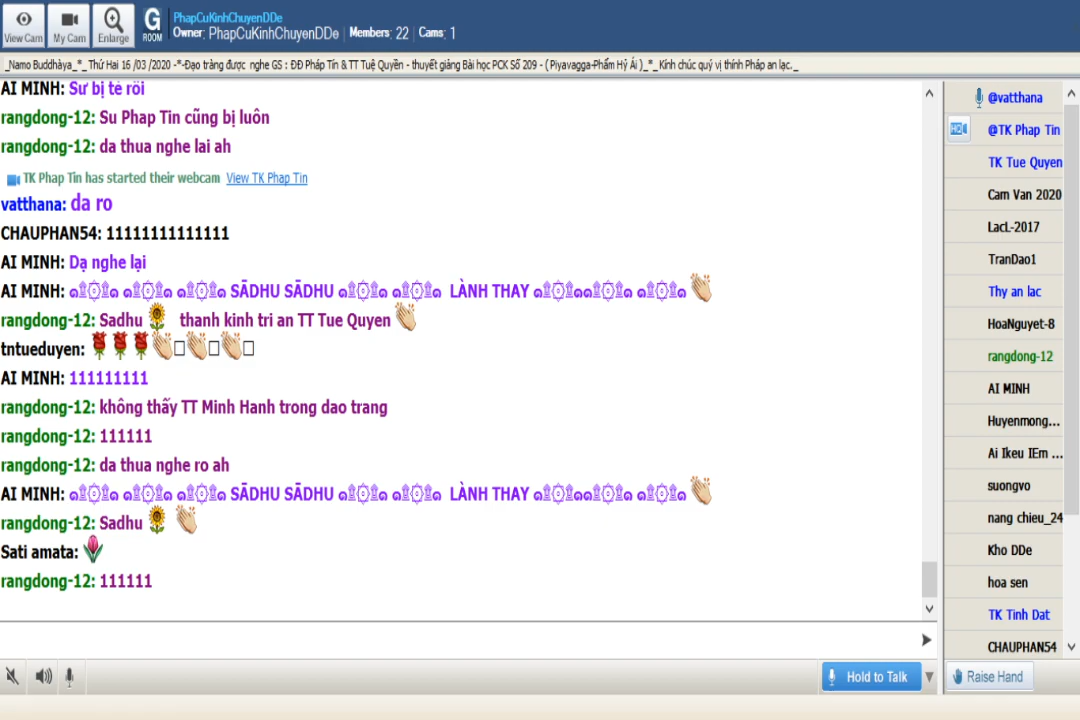 PhapCuKinhChuyenDDe
Owner: PhapCuKinhChuyenDDe Members: 22 Cams: 1
View Cam My Cam Enlarge G ROOM
_Namo Buddhàya_*_ Thứ Hai 16 /03 /2020 -*-Đạo tràng được nghe GS : ĐĐ Pháp Tín & TT Tuệ Quyền - thuyết giảng Bài học PCK Số 209 - ( Piyavagga-Phẩm Hỷ Ái )_*_ Kính chúc quý vị thính Pháp an lạc._
AI MINH: Sư bị tè rồi
rangdong-12: Su Phap Tin cũng bị luôn
rangdong-12: da thua nghe lai ah
TK Phap Tin has started their webcam View TK Phap Tin
vatthana: da ro
CHAUPHAN54: 11111111111111
AI MINH: Dạ nghe lại
AI MINH: SĀDHU SĀDHU LÀNH THAY
rangdong-12: Sadhu thanh kinh tri an TT Tue Quyen
tntueduyen:
AI MINH: 111111111
rangdong-12: không thấy TT Minh Hanh trong dao trang
rangdong-12: 111111
rangdong-12: da thua nghe ro ah
AI MINH: SĀDHU SĀDHU LÀNH THAY
rangdong-12: Sadhu
Sati amata:
rangdong-12: 111111
@vatthana
@TK Phap Tin
TK Tue Quyen
Cam Van 2020
LacL-2017
TranDao1
Thy an lac
HoaNguyet-8
rangdong-12
AI MINH
Huyenmong...
Ai Ikeu IEm ...
suongvo
nang chieu_24
Kho DDe
hoa sen
TK Tinh Dat
CHAUPHAN54
Hold to Talk
Raise Hand